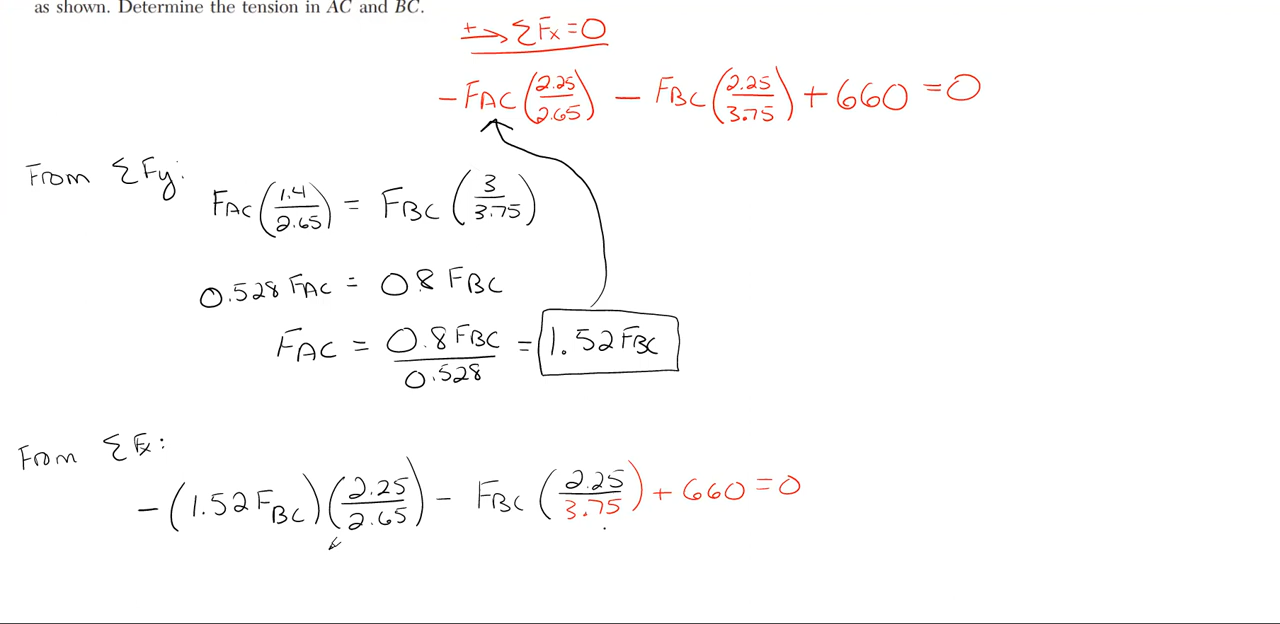 as shown. Determine the tension in AC and BC.
+→ ΣFx=0
-FAC(2.25/2.65) - FBC(2.25/3.75) + 660 = 0
From ΣFy:
FAC(1.4/2.65) = FBC(3/3.75)
0.528 FAC = 0.8 FBC
FAC = 0.8 FBC/0.528 = 1.52 FBC
From ΣFx:
-(1.52 FBC)(2.25/2.65) - FBC(2.25/3.75) + 660 = 0